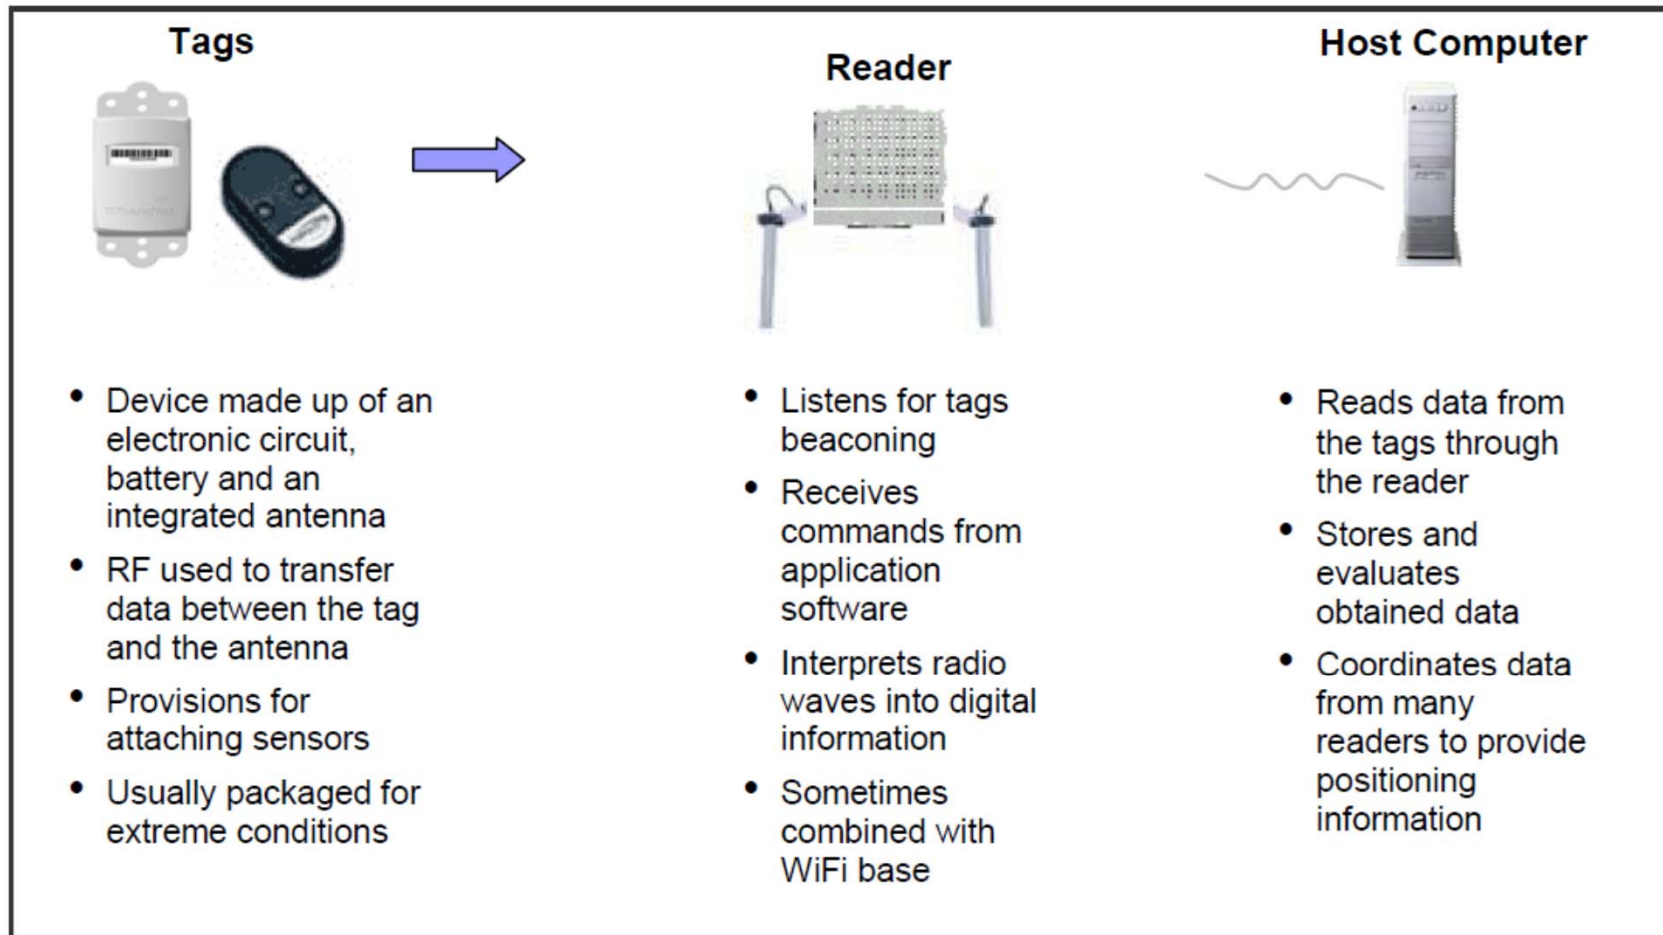 Tags
Reader
Host Computer
• Device made up of an
electronic circuit,
battery and an
integrated antenna
• RF used to transfer
data between the tag
and the antenna
• Provisions for
attaching sensors
• Usually packaged for
extreme conditions
• Listens for tags
beaconing
• Receives
commands from
application
software
• Interprets radio
waves into digital
information
• Sometimes
combined with
WiFi base
• Reads data from
the tags through
the reader
• Stores and
evaluates
obtained data
• Coordinates data
from many
readers to provide
positioning
information